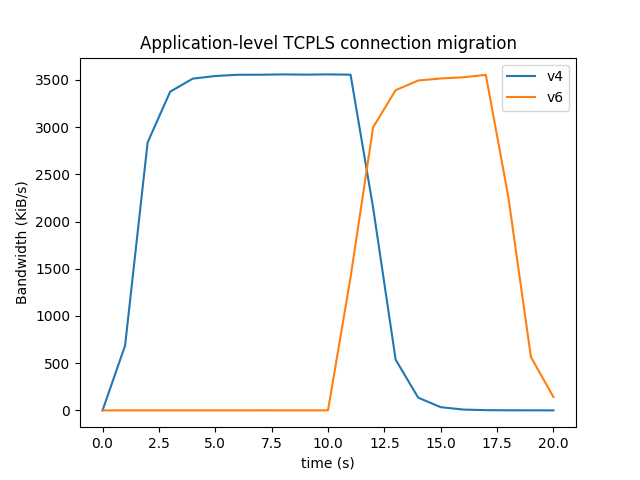 Application-level TCPLS connection migration
v4
v6
3500
3000
2500
2000
1500
1000
500
0
Bandwidth (KiB/s)
0.0 2.5 5.0 7.5 10.0 12.5 15.0 17.5 20.0
time (s)